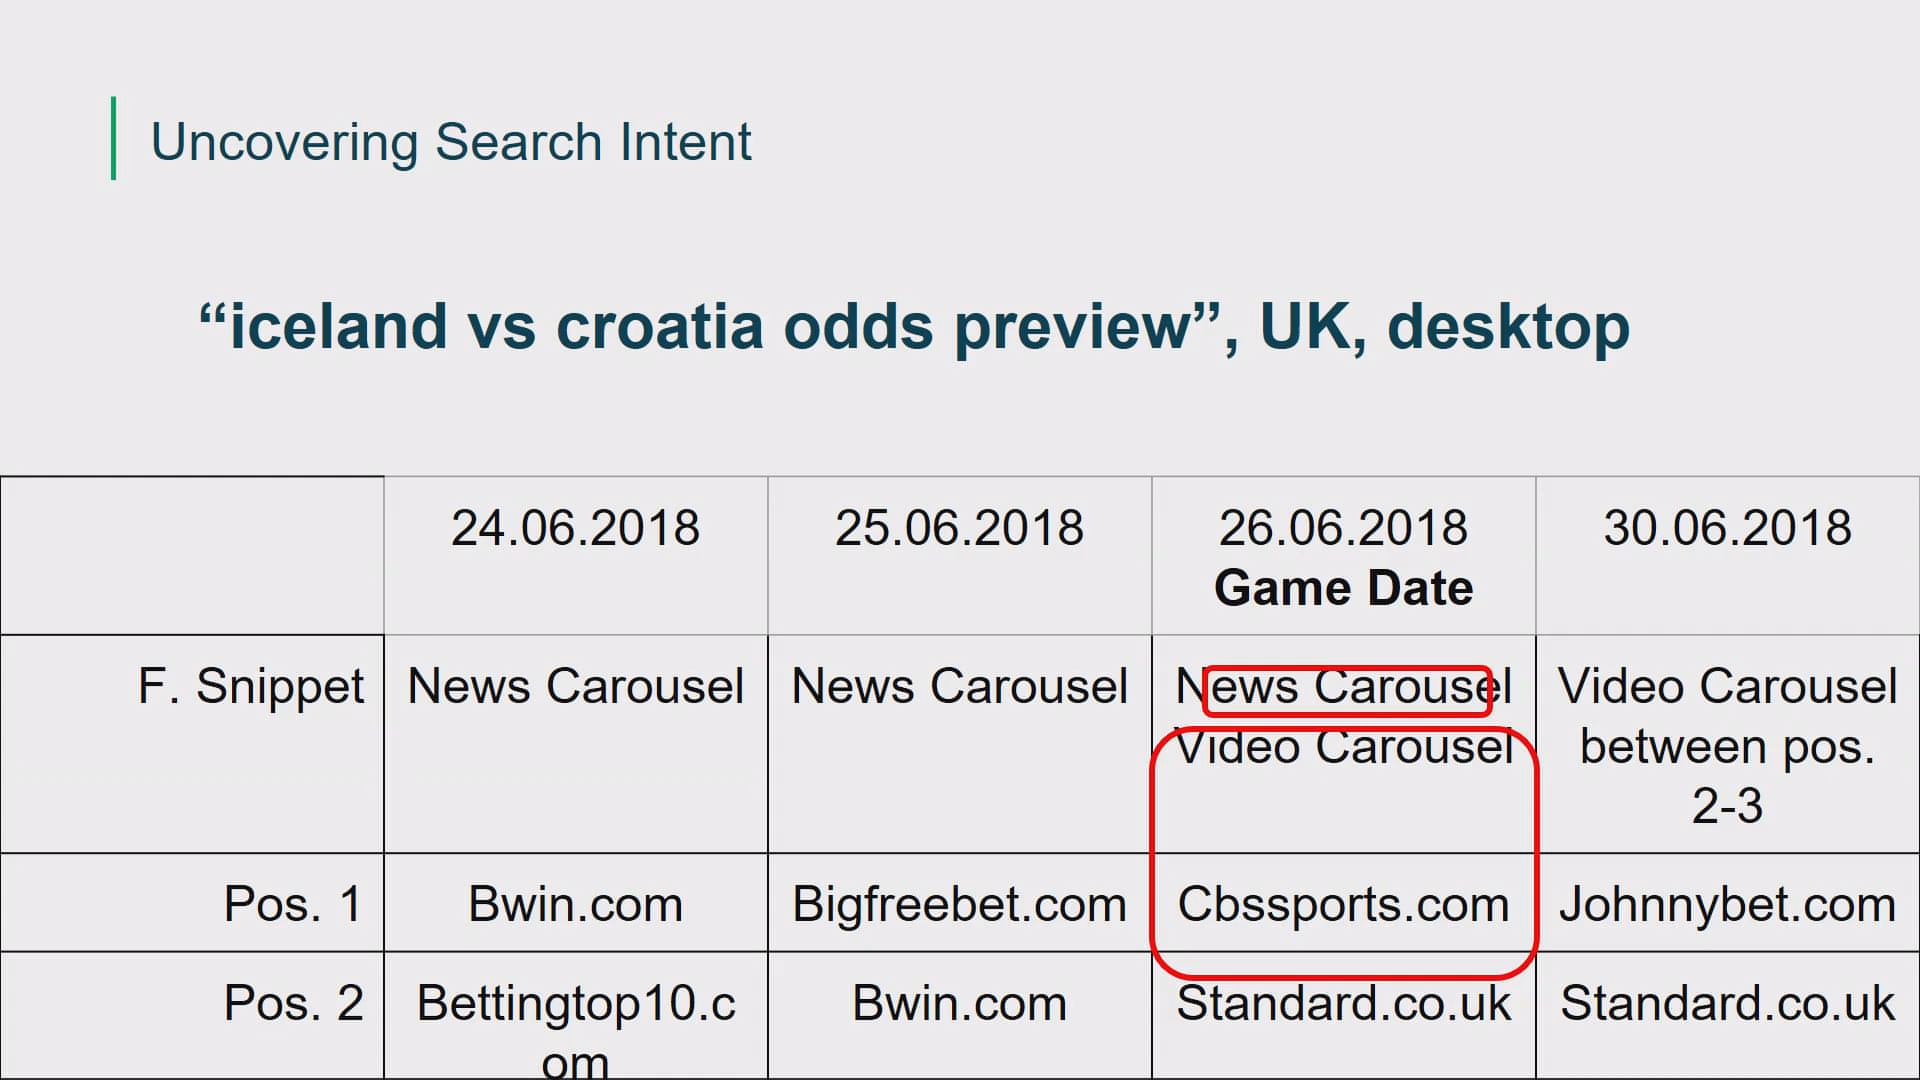 Uncovering Search Intent
“iceland vs croatia odds preview”, UK, desktop
24.06.2018 25.06.2018 26.06.2018 30.06.2018
Game Date
F. Snippet News Carousel News Carousel News Carousel Video Carousel
Video Carousel between pos.
2-3
Pos. 1 Bwin.com Bigfreebet.com Cbssports.com Johnnybet.com
Pos. 2 Bettingtop10.c Bwin.com Standard.co.uk Standard.co.uk
om